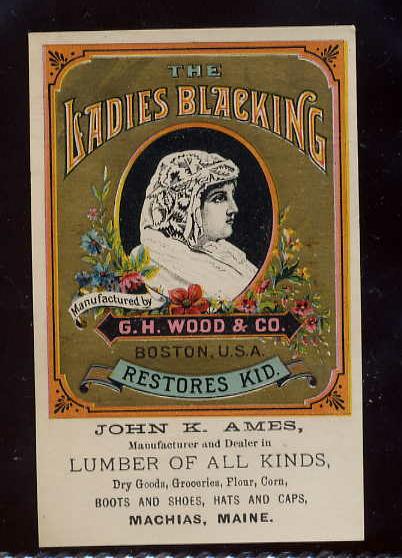 THE
LADIES BLACKING
Manufactured by
G.H. WOOD & CO.
BOSTON, U.S.A.
RESTORES KID.
JOHN K. AMES,
Manufacturer and Dealer in
LUMBER OF ALL KINDS,
Dry Goods, Groceries, Flour, Corn,
BOOTS AND SHOES, HATS AND CAPS,
MACHIAS, MAINE.